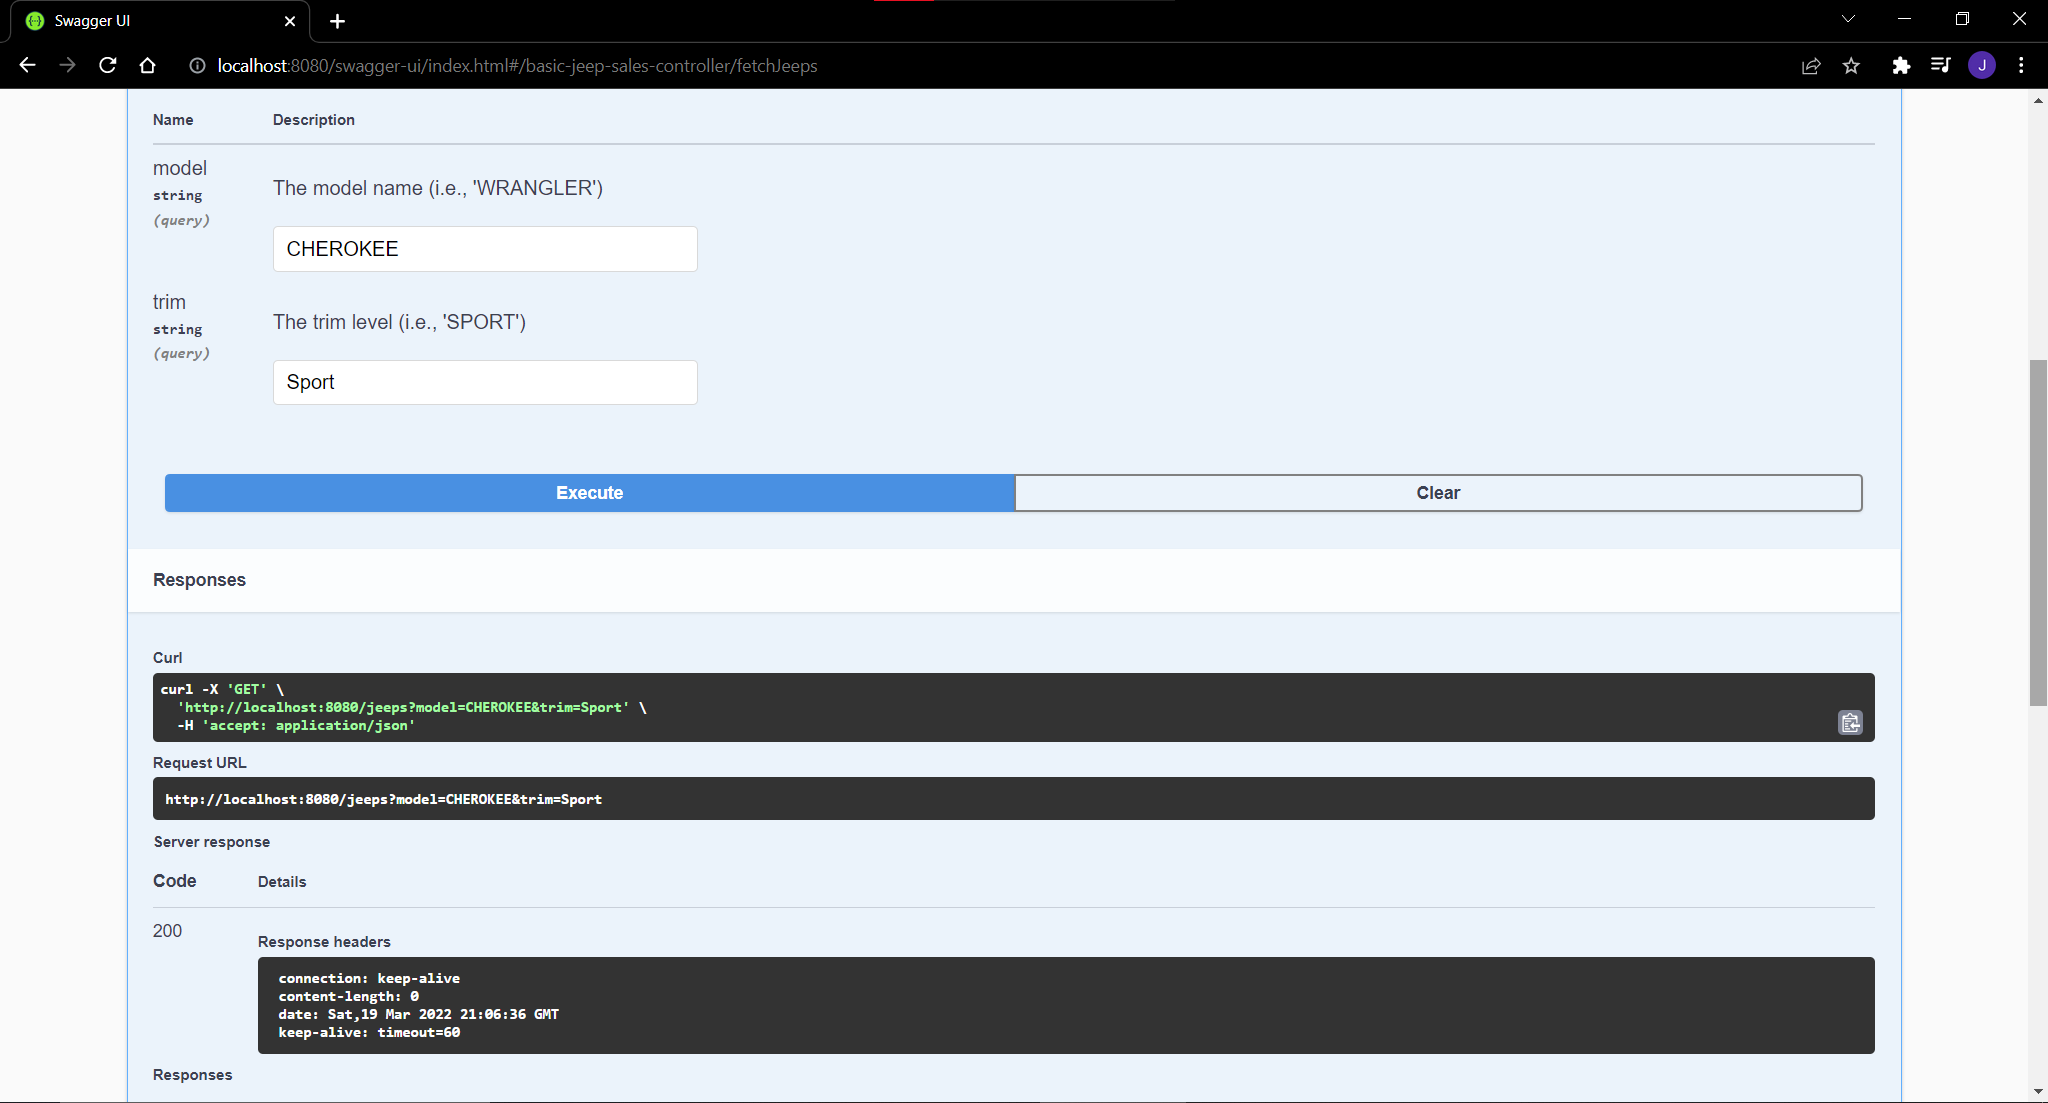 Swagger UI
localhost:8080/swagger-ui/index.html#/basic-jeep-sales-controller/fetchJeeps
J
Name Description
model
string
(query)
The model name (i.e., 'WRANGLER')
CHEROKEE
trim
string
(query)
The trim level (i.e., 'SPORT')
Sport
Execute Clear
Responses
Curl
curl -X 'GET' \
'http://localhost:8080/jeeps?model=CHEROKEE&trim=Sport' \
-H 'accept: application/json'
Request URL
http://localhost:8080/jeeps?model=CHEROKEE&trim=Sport
Server response
Code Details
200
Response headers
connection: keep-alive
content-length: 0
date: Sat,19 Mar 2022 21:06:36 GMT
keep-alive: timeout=60
Responses